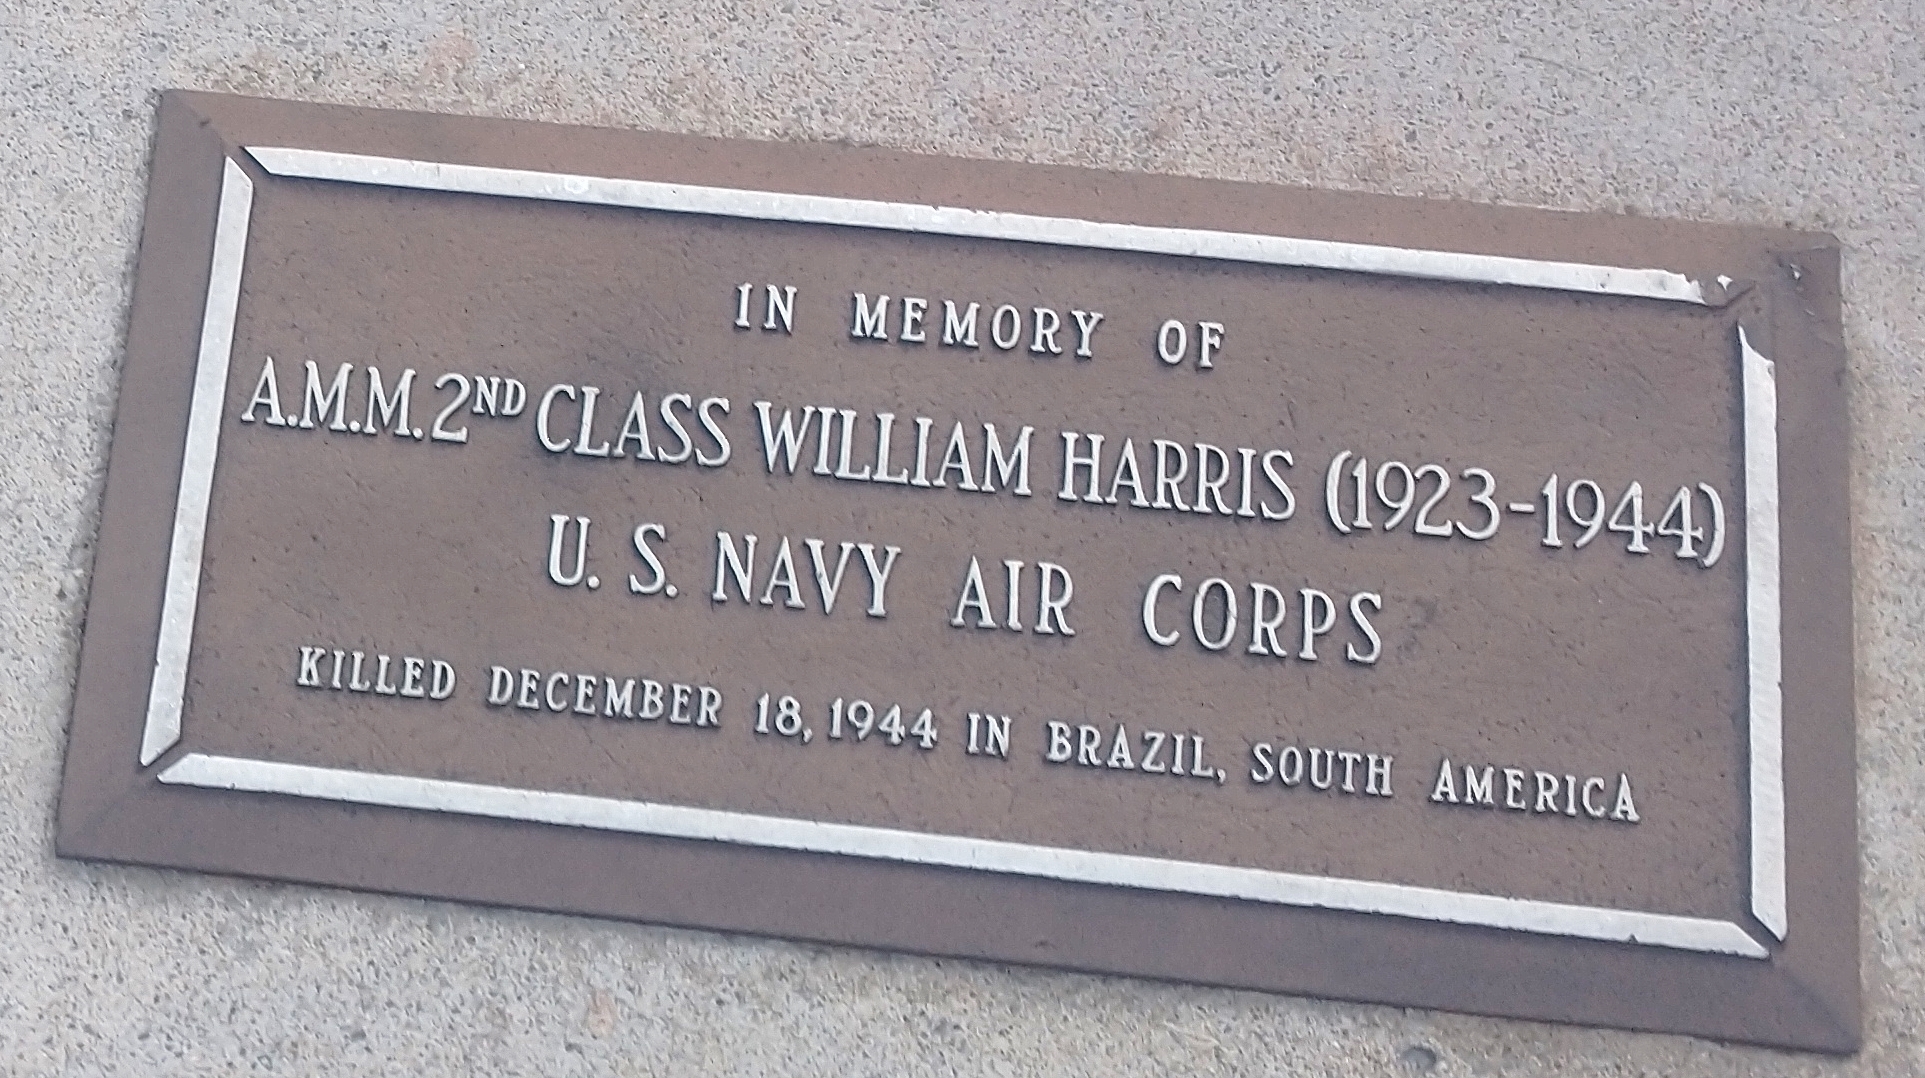 IN MEMORY OF
A.M.M. 2ND CLASS WILLIAM HARRIS (1923-1944)
U. S. NAVY AIR CORPS
KILLED DECEMBER 18, 1944 IN BRAZIL, SOUTH AMERICA